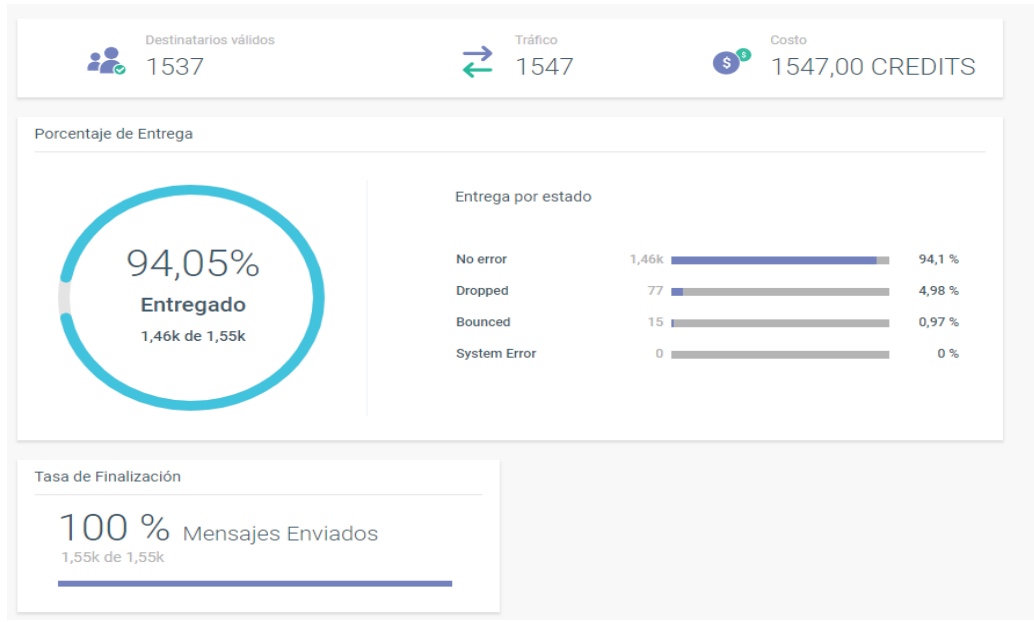 Destinatarios válidos
1537
Tráfico
1547
Costo
1547,00 CREDITS
Porcentaje de Entrega
94,05%
Entregado
1,46k de 1,55k
Entrega por estado
No error 1,46k 94,1 %
Dropped 77 4,98 %
Bounced 15 0,97 %
System Error 0 0 %
Tasa de Finalización
100 % Mensajes Enviados
1,55k de 1,55k